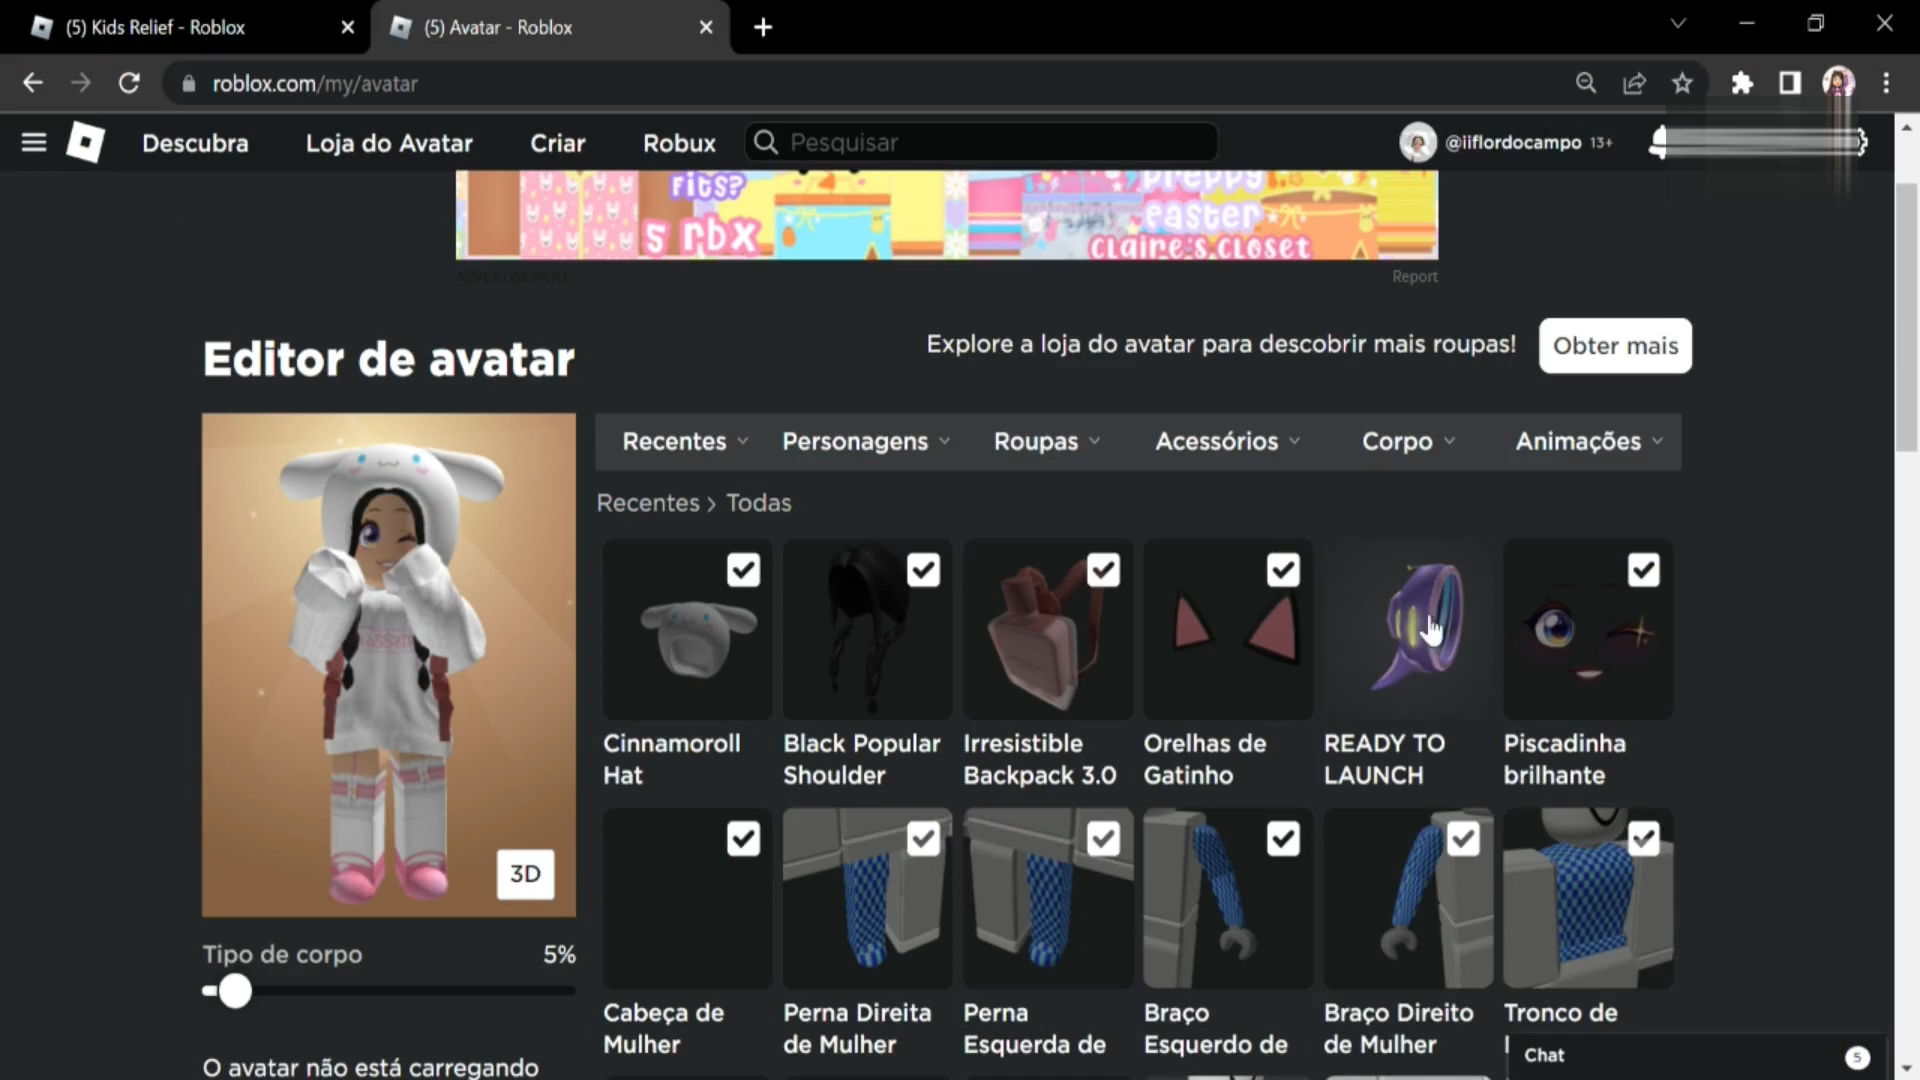 (5) Kids Relief - Roblox
(5) Avatar - Roblox
roblox.com/my/avatar
Descubra
Loja do Avatar
Criar
Robux
Pesquisar
@iiflordocampo 13+
fits?
5 rbx
preppy
easter
claire's closet
ADVERTISEMENT
Report
Editor de avatar
Explore a loja do avatar para descobrir mais roupas!
Obter mais
Recentes
Personagens
Roupas
Acessórios
Corpo
Animações
Recentes > Todas
3D
Cinnamoroll
Hat
Black Popular
Shoulder
Irresistible
Backpack 3.0
Orelhas de
Gatinho
READY TO
LAUNCH
Piscadinha
brilhante
Tipo de corpo
5%
Cabeça de
Mulher
Perna Direita
de Mulher
Perna
Esquerda de
Braço
Esquerdo de
Braço Direito
de Mulher
Tronco de
O avatar não está carregando
Chat
5